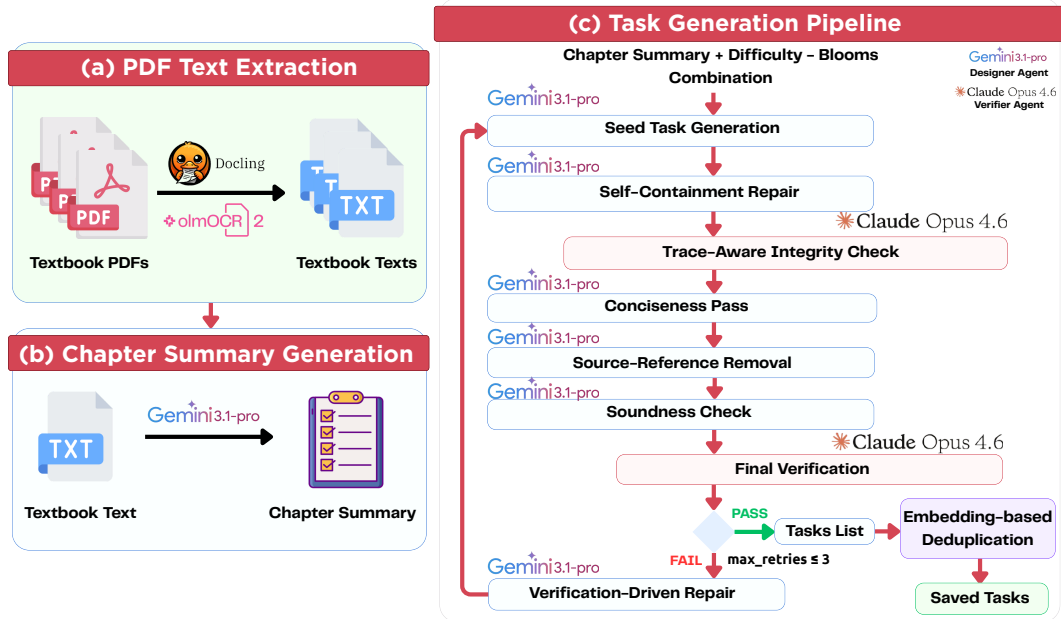 (a) PDF Text Extraction
PDF
PDF
PDF
Docling
olmOCR 2
T
T
TXT
Textbook PDFs
Textbook Texts
(b) Chapter Summary Generation
TXT
Gemini 3.1-pro
Textbook Text
Chapter Summary
(c) Task Generation Pipeline
Chapter Summary + Difficulty – Blooms
Combination
Gemini 3.1-pro
Designer Agent
Claude Opus 4.6
Verifier Agent
Gemini 3.1-pro
Seed Task Generation
Gemini 3.1-pro
Self-Containment Repair
Claude Opus 4.6
Trace-Aware Integrity Check
Gemini 3.1-pro
Conciseness Pass
Gemini 3.1-pro
Source-Reference Removal
Gemini 3.1-pro
Soundness Check
Claude Opus 4.6
Final Verification
PASS
Tasks List
Embedding-based
Deduplication
FAIL
max_retries ≤ 3
Gemini 3.1-pro
Verification-Driven Repair
Saved Tasks